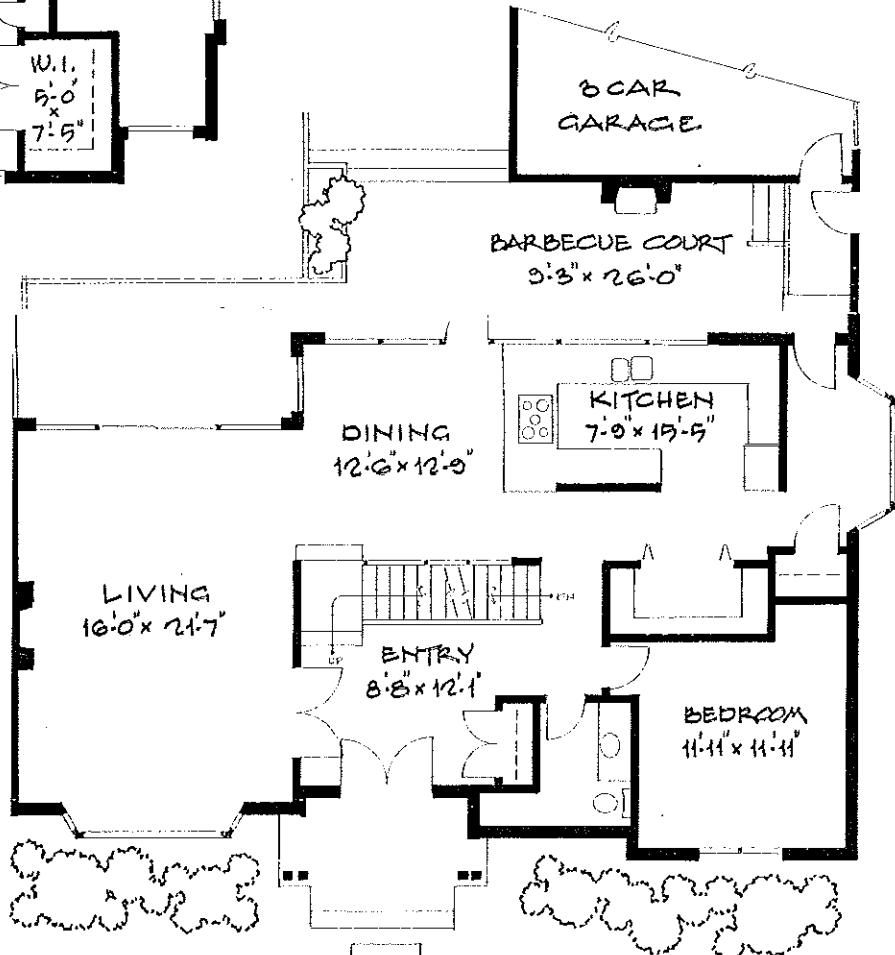 W.I.
5'-0"
x
7'-5"
3 CAR
GARAGE
BARBECUE COURT
9'-3" x 26'-0"
KITCHEN
7'-9" x 15'-5"
DINING
12'-6" x 12'-9"
LIVING
16'-0" x 21'-7"
UP
ENTRY
8'-8" x 12'-1"
BEDROOM
11'-11" x 11'-11"